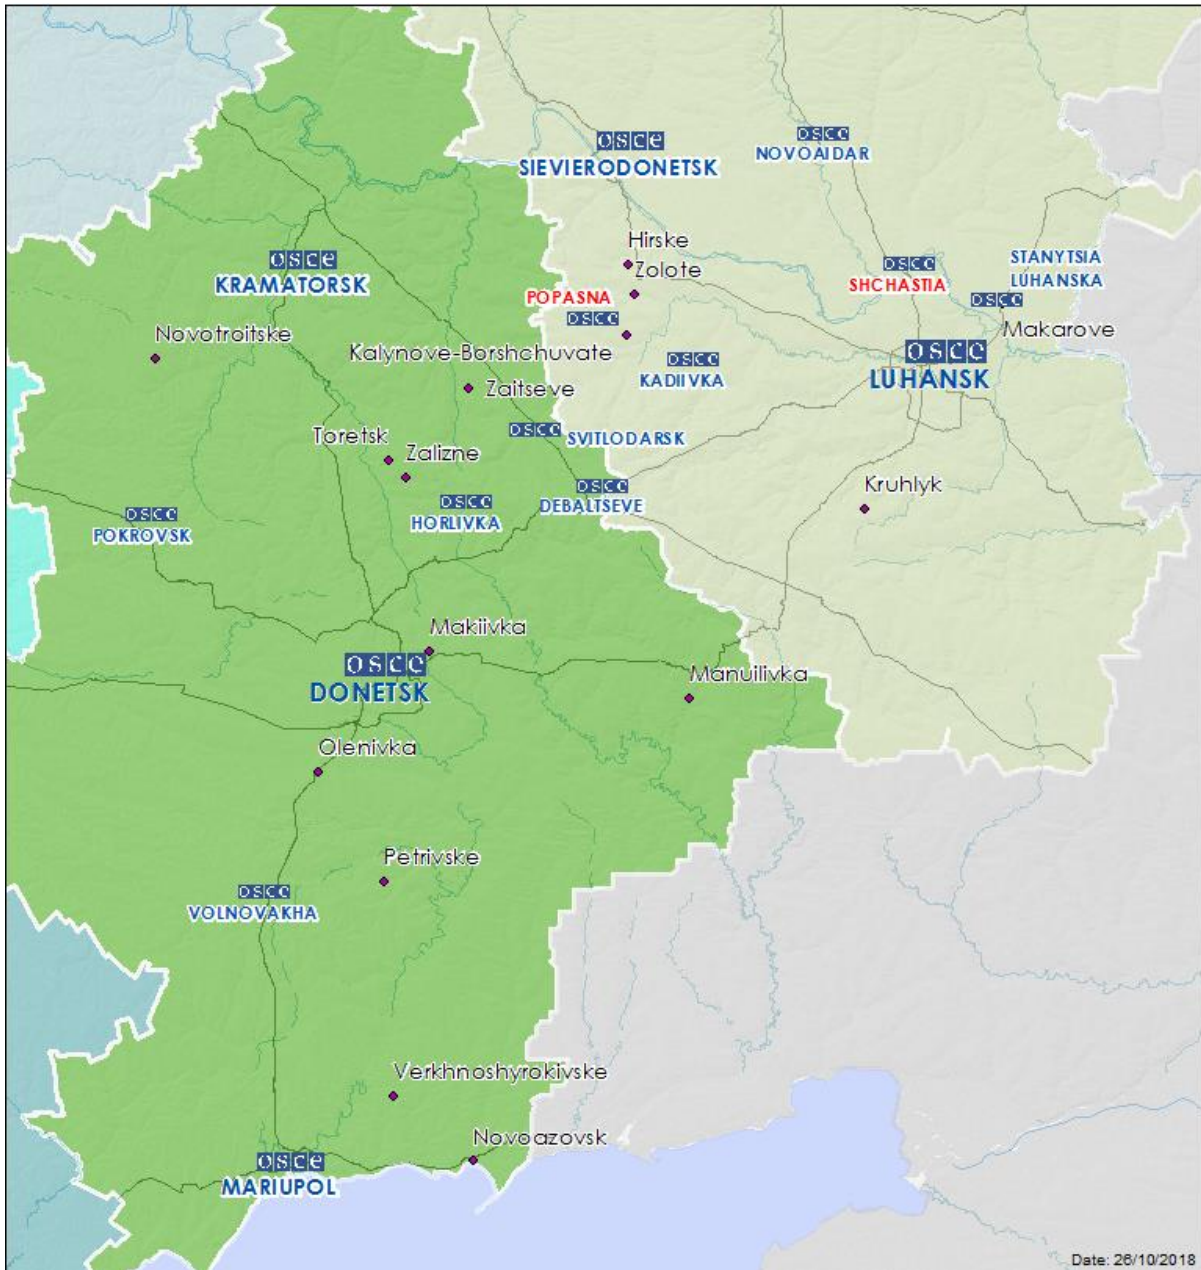 osce
SIEVIERODONETSK
osce
NOVOAIDAR
osce
KRAMATORSK
Hirske
Zolote
POPASNA
osce
osce
SHCHASTIA
STANYTSIA
LUHANSKA
osce
Makarove
Novotroitske
Kalynove-Borshchuvate
osce
KADIIVKA
osce
LUHANSK
Zaitseve
osce
SVITLODARSK
Toretsk
Zalizne
osce
HORLIVKA
osce
DEBALTSEVE
Kruhlyk
osce
POKROVSK
Makiivka
osce
DONETSK
Manuilivka
Olenivka
Petrivske
osce
VOLNOVAKHA
Verkhnoshyrokivske
Novoazovsk
osce
MARIUPOL
Date: 26/10/2018